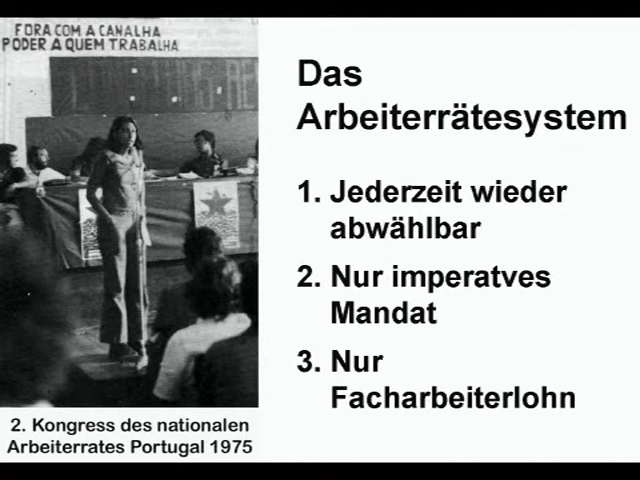 FORA COM A CANALHA
PODER A QUEM TRABALHA
Das
Arbeiterrätesystem
1. Jederzeit wieder
abwählbar
2. Nur imperatves
Mandat
3. Nur
Facharbeiterlohn
2. Kongress des nationalen
Arbeiterrates Portugal 1975